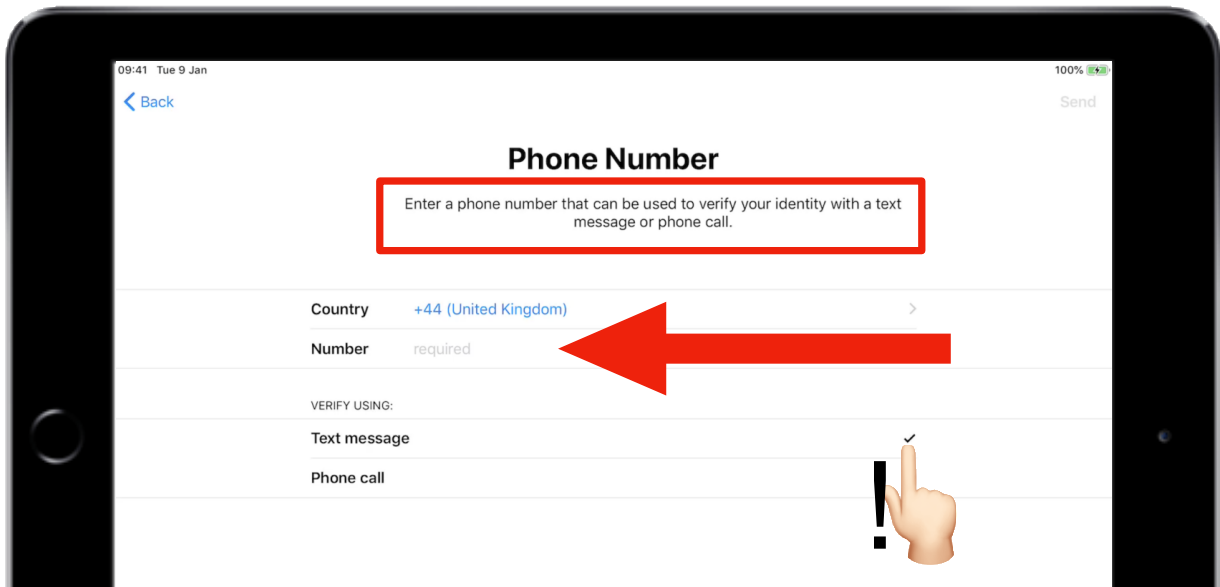 09:41 Tue 9 Jan
100%
Back
Send
Phone Number
Enter a phone number that can be used to verify your identity with a text
message or phone call.
Country +44 (United Kingdom)
Number required
VERIFY USING:
Text message
Phone call
!